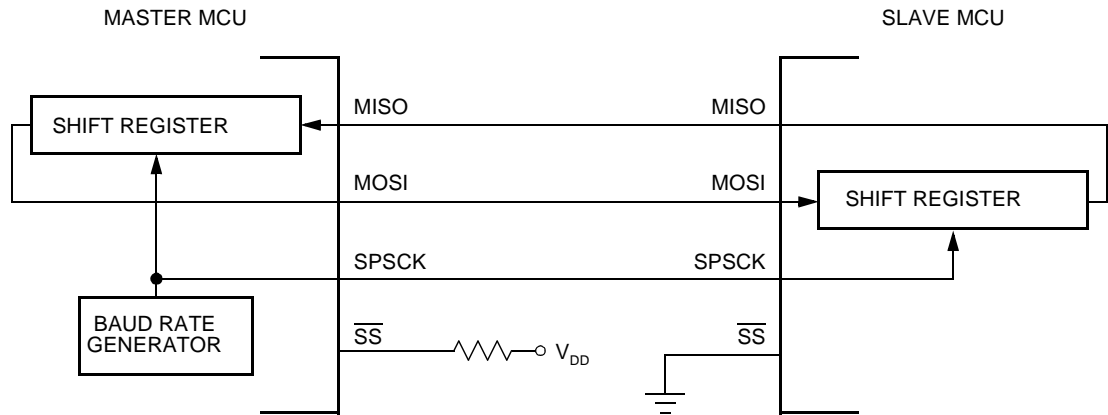 MASTER MCU
SLAVE MCU
SHIFT REGISTER
MISO
MISO
MOSI
MOSI
SHIFT REGISTER
SPSCK
SPSCK
BAUD RATE
GENERATOR
SS
VDD
SS